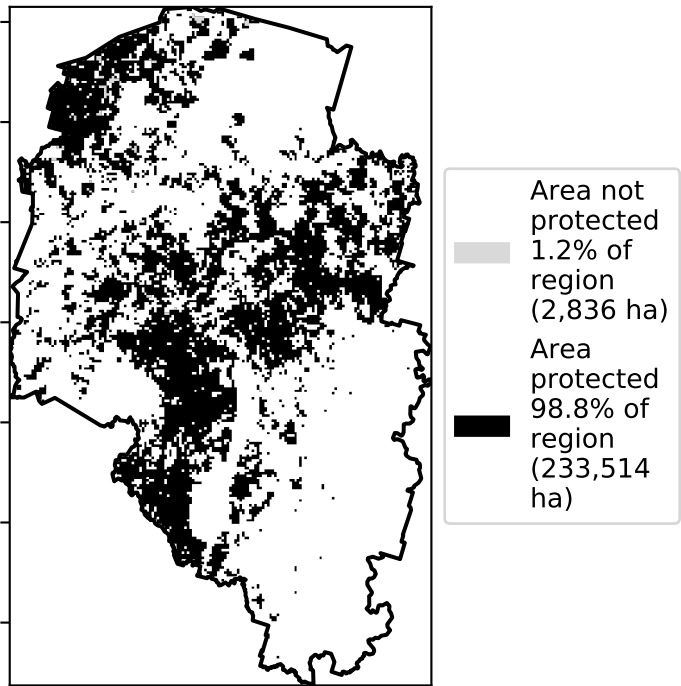 Area not
protected
1.2% of
region
(2,836 ha)
Area
protected
98.8% of
region
(233,514
ha)